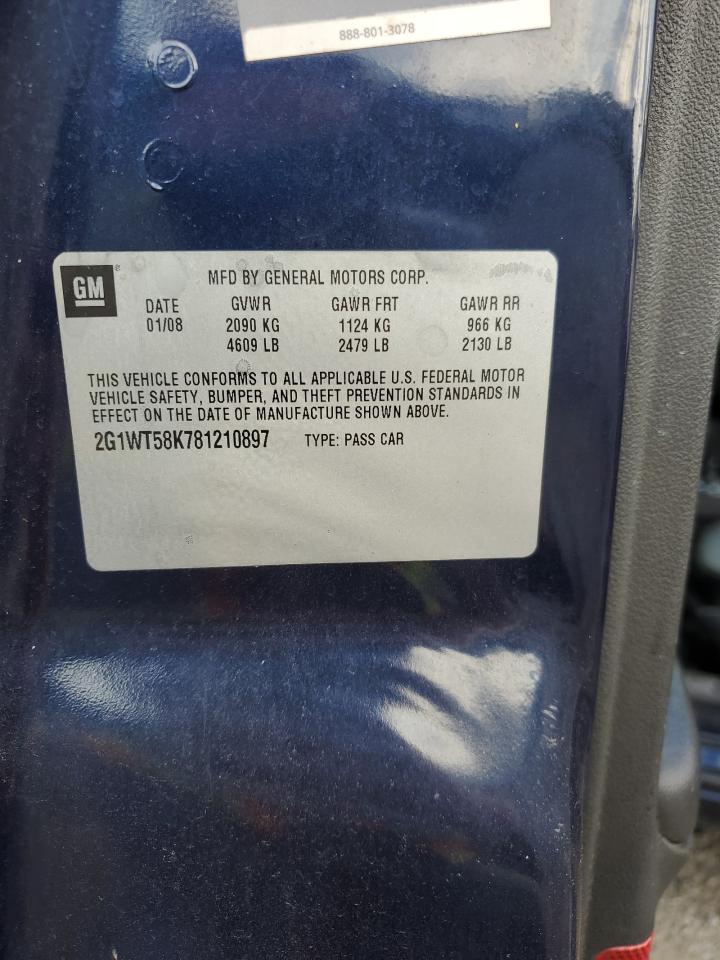 888-801-3078
GM®
MFD BY GENERAL MOTORS CORP.
DATE GVWR GAWR FRT GAWR RR
01/08 2090 KG 1124 KG 966 KG
4609 LB 2479 LB 2130 LB
THIS VEHICLE CONFORMS TO ALL APPLICABLE U.S. FEDERAL MOTOR
VEHICLE SAFETY, BUMPER, AND THEFT PREVENTION STANDARDS IN
EFFECT ON THE DATE OF MANUFACTURE SHOWN ABOVE.
2G1WT58K781210897 TYPE: PASS CAR